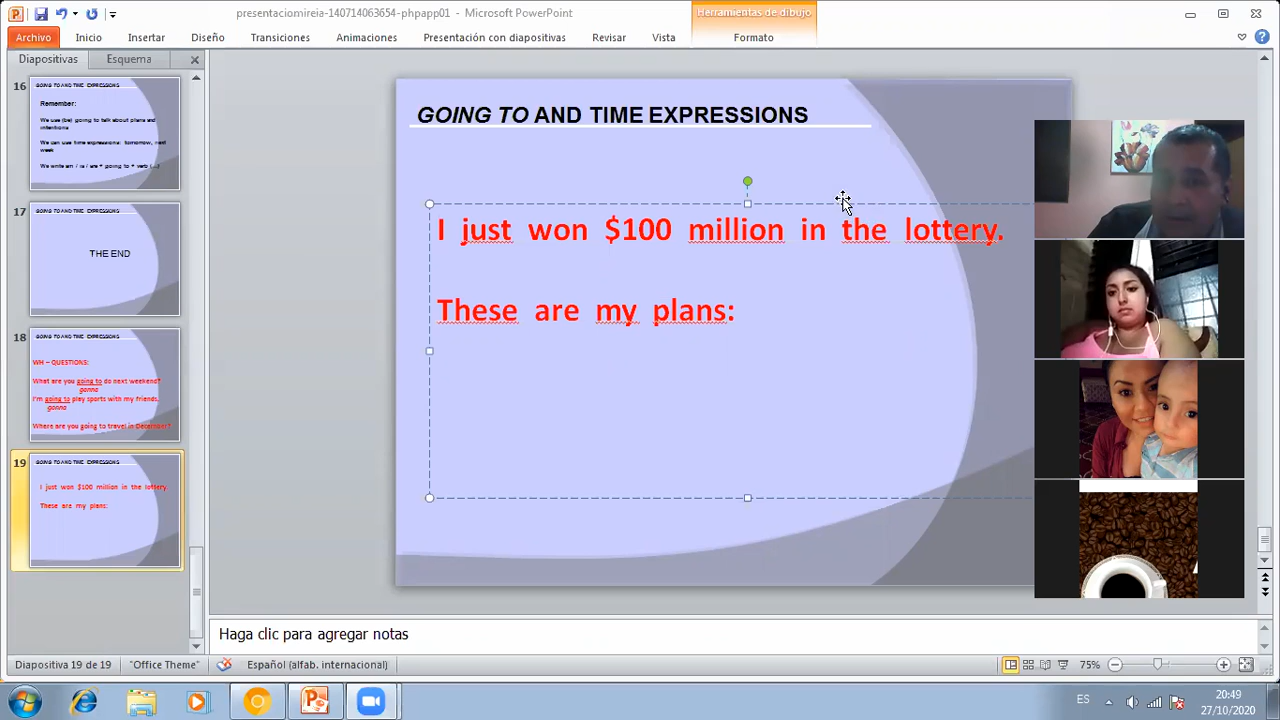 presentaciomireia-140714063654-phpapp01 - Microsoft PowerPoint
Herramientas de dibujo
Archivo Inicio Insertar Diseño Transiciones Animaciones Presentación con diapositivas Revisar Vista Formato
Diapositivas Esquema
16
GOING TO AND TIME EXPRESSIONS
Remember:
We use (be) going to talk about plans and
intentions
We can use time expressions: tomorrow, next
week
We write am / is / are + going to + verb (...)
17
THE END
18
GOING TO AND TIME EXPRESSIONS
WH – QUESTIONS:
What are you going to do next weekend?
gonna
I'm going to play sports with my friends.
gonna
Where are you going to travel in December?
19
GOING TO AND TIME EXPRESSIONS
I just won $100 million in the lottery.
These are my plans:
GOING TO AND TIME EXPRESSIONS
I just won $100 million in the lottery.
These are my plans:
Haga clic para agregar notas
Diapositiva 19 de 19 "Office Theme" Español (alfab. internacional) 75%
ES 20:49
27/10/2020